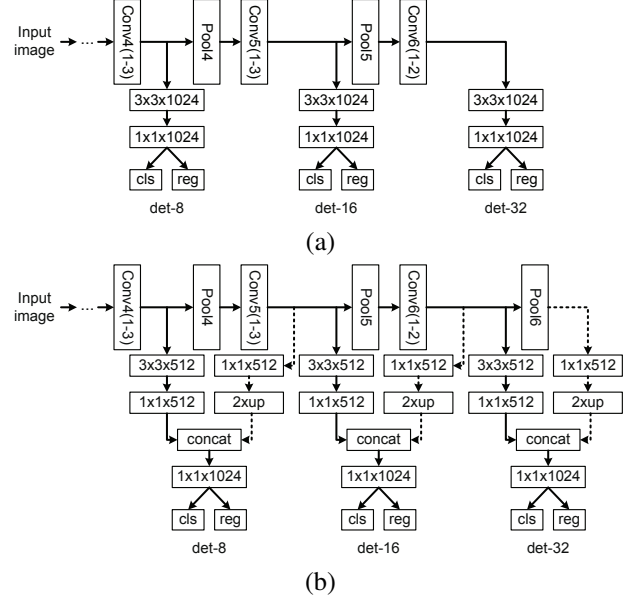 Input image
...
Conv4(1-3)
Pool4
Conv5(1-3)
Pool5
Conv6(1-2)
3x3x1024
3x3x1024
3x3x1024
1x1x1024
1x1x1024
1x1x1024
cls
reg
cls
reg
cls
reg
det-8
det-16
det-32
(a)
Input image
...
Conv4(1-3)
Pool4
Conv5(1-3)
Pool5
Conv6(1-2)
Pool6
3x3x512
1x1x512
3x3x512
1x1x512
3x3x512
1x1x512
1x1x512
2xup
1x1x512
2xup
1x1x512
2xup
concat
concat
concat
1x1x1024
1x1x1024
1x1x1024
cls
reg
cls
reg
cls
reg
det-8
det-16
det-32
(b)